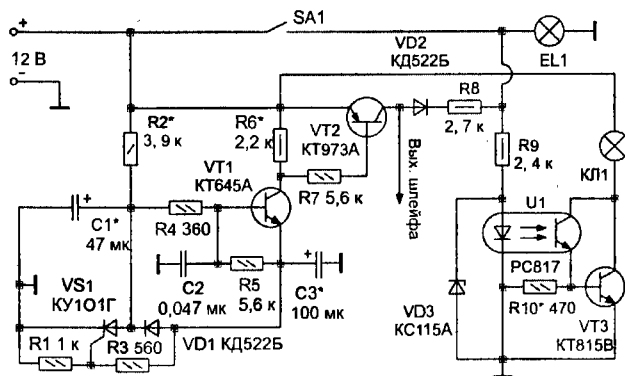 +
SA1
12 В
−
VD2
КД522Б
EL1
R2*
3, 9 к
R6*
2,2 к
VT2
КТ973А
R8
2, 7 к
R9
2, 4 к
VT1
КТ645А
R7 5,6 к
Вых. шлейфа
КЛ1
+
C1*
47 мк
R4 360
U1
VS1
КУ1О1Г
C2
0,047 мк
R5
5,6 к
+
C3*
100 мк
PC817
R10* 470
VD3
КС115А
VT3
КТ815В
R1 1 к
R3 560
VD1 КД522Б